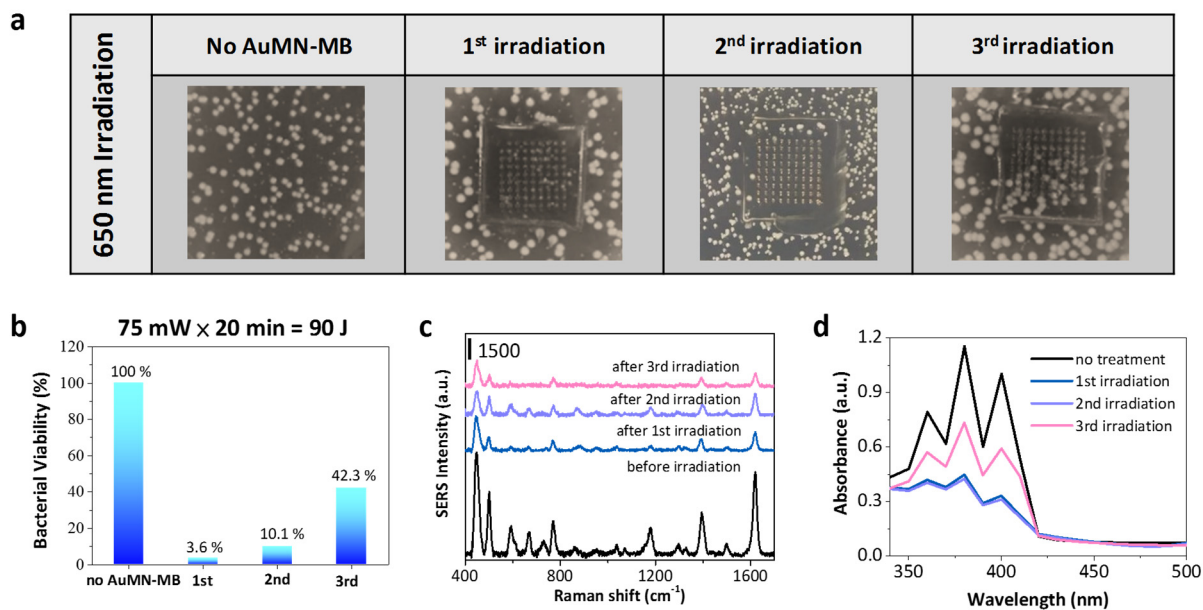 a
No AuMN-MB
1st irradiation
2nd irradiation
3rd irradiation
650 nm Irradiation
b
75 mW × 20 min = 90 J
Bacterial Viability (%)
120
100
80
60
40
20
0
100 %
3.6 %
10.1 %
42.3 %
no AuMN-MB
1st
2nd
3rd
c
1500
SERS Intensity (a.u.)
after 3rd irradiation
after 2nd irradiation
after 1st irradiation
before irradiation
400
800
1200
1600
Raman shift (cm-1)
d
Absorbance (a.u.)
1.2
0.9
0.6
0.3
0.0
no treatment
1st irradiation
2nd irradiation
3rd irradiation
350
400
450
500
Wavelength (nm)